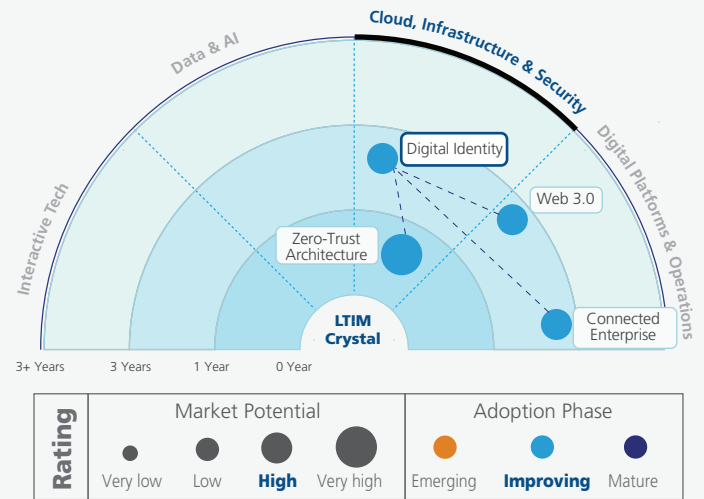 Cloud, Infrastructure & Security
Data & AI
Interactive Tech
Digital Platforms & Operations
Digital Identity
Web 3.0
Zero-Trust
Architecture
Connected
Enterprise
LTIM
Crystal
3+ Years
3 Years
1 Year
0 Year
Rating
Market Potential
Very low
Low
High
Very high
Adoption Phase
Emerging
Improving
Mature